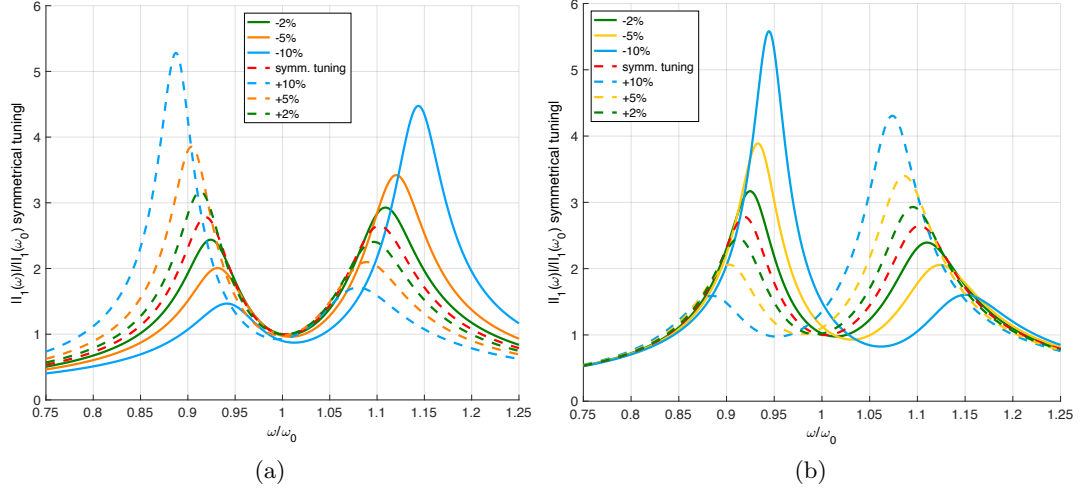 6
5
4
3
2
1
0
0.75 0.8 0.85 0.9 0.95 1 1.05 1.1 1.15 1.2 1.25
ω/ω0
|I1(ω)|/|I1(ω0) symmetrical tuning|
-2%
-5%
-10%
symm. tuning
+10%
+5%
+2%
(a)
6
5
4
3
2
1
0
0.75 0.8 0.85 0.9 0.95 1 1.05 1.1 1.15 1.2 1.25
ω/ω0
|I1(ω)|/|I1(ω0) symmetrical tuning|
-2%
-5%
-10%
symm. tuning
+10%
+5%
+2%
(b)